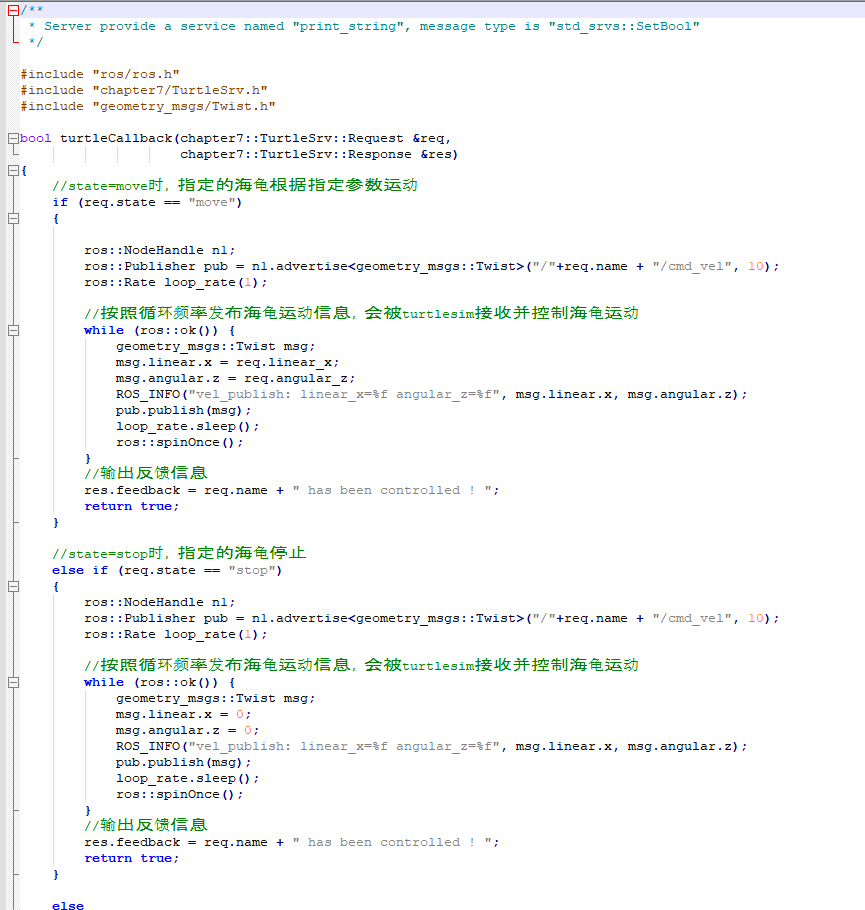 /**
 * Server provide a service named "print_string", message type is "std_srvs::SetBool"
 */
#include "ros/ros.h"
#include "chapter7/TurtleSrv.h"
#include "geometry_msgs/Twist.h"
bool turtleCallback(chapter7::TurtleSrv::Request &req,
                    chapter7::TurtleSrv::Response &res)
{
    //state=move时，指定的海龟根据指定参数运动
    if (req.state == "move")
    {
        ros::NodeHandle n1;
        ros::Publisher pub = n1.advertise<geometry_msgs::Twist>("/"+req.name + "/cmd_vel", 10);
        ros::Rate loop_rate(1);
        //按照循环频率发布海龟运动信息，会被turtlesim接收并控制海龟运动
        while (ros::ok()) {
            geometry_msgs::Twist msg;
            msg.linear.x = req.linear_x;
            msg.angular.z = req.angular_z;
            ROS_INFO("vel_publish: linear_x=%f angular_z=%f", msg.linear.x, msg.angular.z);
            pub.publish(msg);
            loop_rate.sleep();
            ros::spinOnce();
        }
        //输出反馈信息
        res.feedback = req.name + " has been controlled ! ";
        return true;
    }
    //state=stop时，指定的海龟停止
    else if (req.state == "stop")
    {
        ros::NodeHandle n1;
        ros::Publisher pub = n1.advertise<geometry_msgs::Twist>("/"+req.name + "/cmd_vel", 10);
        ros::Rate loop_rate(1);
        //按照循环频率发布海龟运动信息，会被turtlesim接收并控制海龟运动
        while (ros::ok()) {
            geometry_msgs::Twist msg;
            msg.linear.x = 0;
            msg.angular.z = 0;
            ROS_INFO("vel_publish: linear_x=%f angular_z=%f", msg.linear.x, msg.angular.z);
            pub.publish(msg);
            loop_rate.sleep();
            ros::spinOnce();
        }
        //输出反馈信息
        res.feedback = req.name + " has been controlled ! ";
        return true;
    }
    else